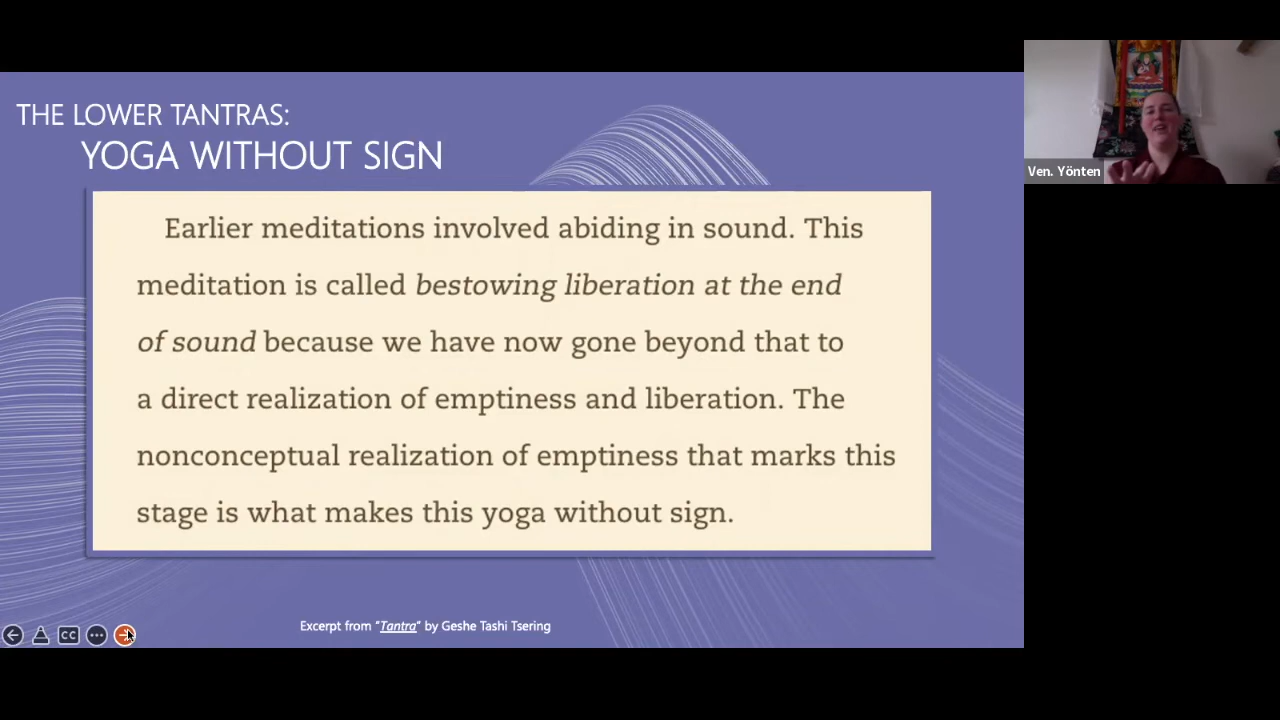 THE LOWER TANTRAS:
YOGA WITHOUT SIGN
Earlier meditations involved abiding in sound. This
meditation is called bestowing liberation at the end
of sound because we have now gone beyond that to
a direct realization of emptiness and liberation. The
nonconceptual realization of emptiness that marks this
stage is what makes this yoga without sign.
Excerpt from “Tantra” by Geshe Tashi Tsering
CC
Ven. Yönten